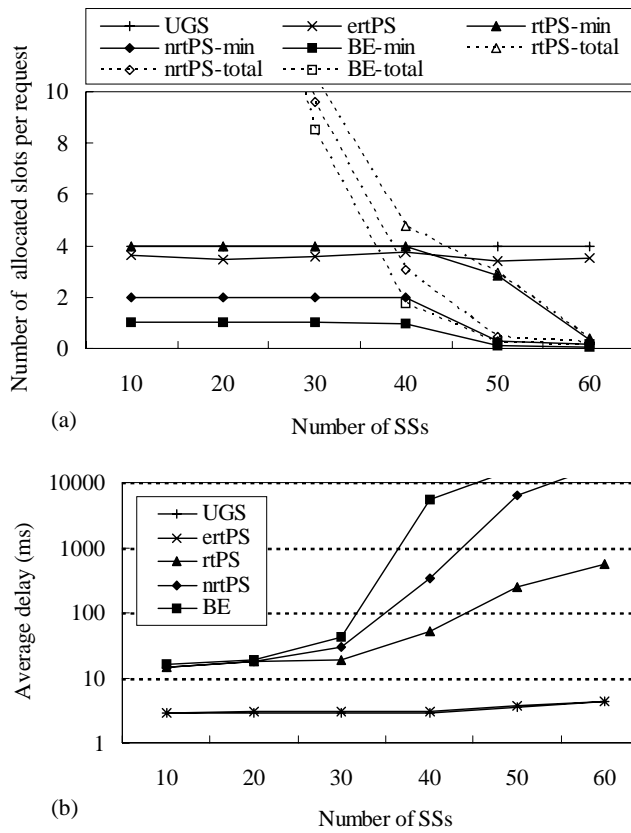 UGS ertPS rtPS-min
nrtPS-min BE-min rtPS-total
nrtPS-total BE-total
Number of allocated slots per request
10
8
6
4
2
0
10 20 30 40 50 60
(a)
Number of SSs
Average delay (ms)
10000
1000
100
10
1
UGS
ertPS
rtPS
nrtPS
BE
10 20 30 40 50 60
(b)
Number of SSs